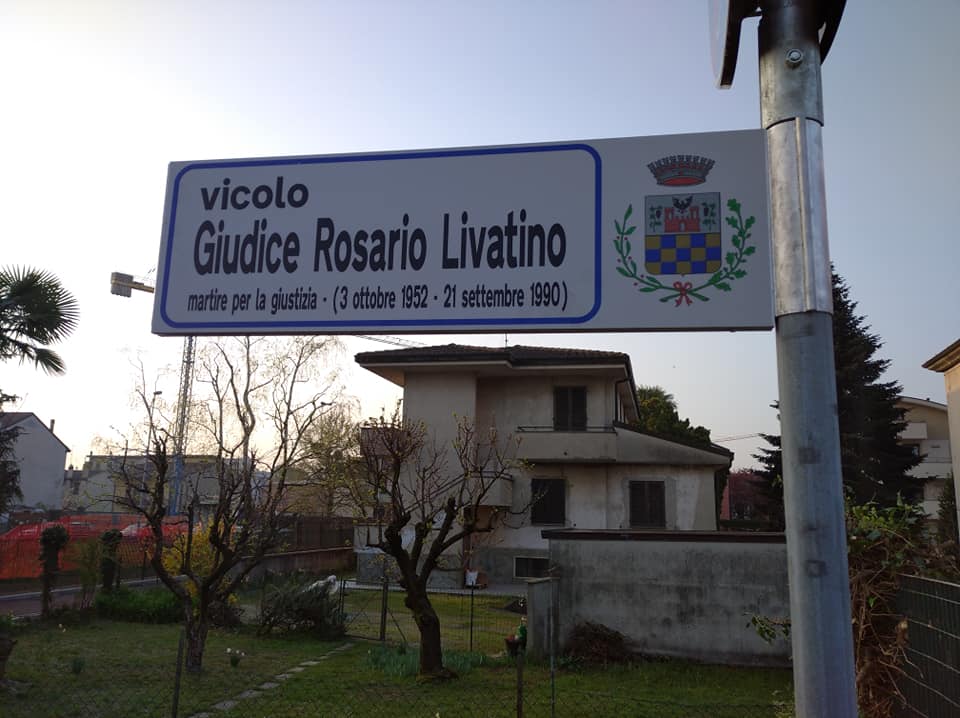 vicolo
Giudice Rosario Livatino
martire per la giustizia - (3 ottobre 1952 - 21 settembre 1990)